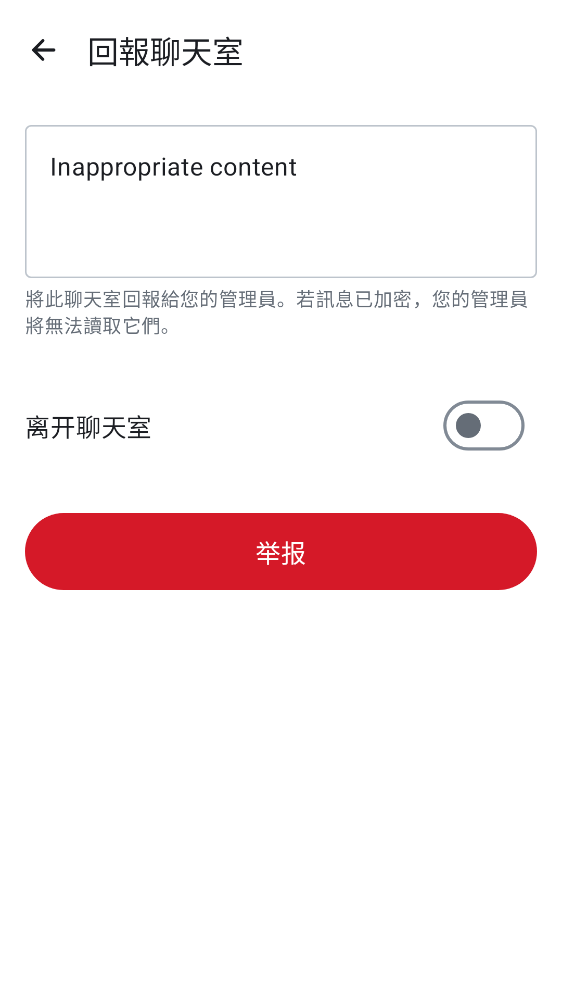 回報聊天室
Inappropriate content
將此聊天室回報給您的管理員。若訊息已加密，您的管理員
將無法讀取它們。
离开聊天室
举报